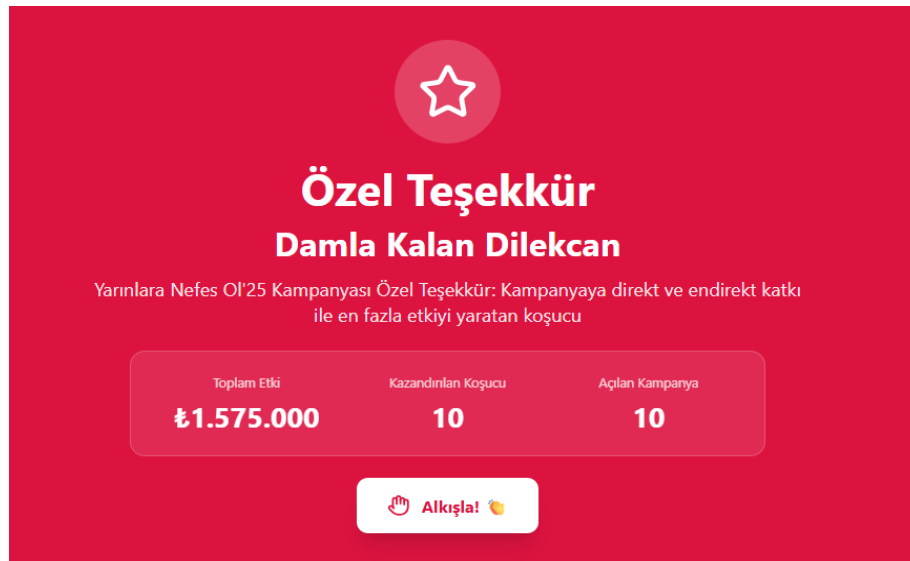 Özel Teşekkür
Damla Kalan Dilekcan
Yarınlara Nefes Ol'25 Kampanyası Özel Teşekkür: Kampanyaya direkt ve endirekt katkı
ile en fazla etkiyi yaratan koşucu
Toplam Etki
₺1.575.000
Kazandırılan Koşucu
10
Açılan Kampanya
10
Alkışla! 👏